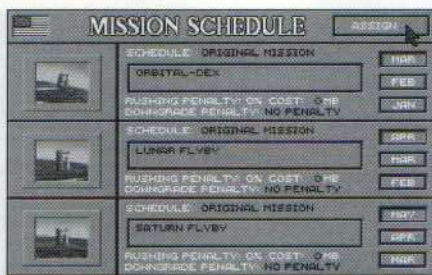 MISSION SCHEDULE ASSIGN
SCHEDULE: ORIGINAL MISSION
ORBITAL-DEX
RUSHING PENALTY: 0% COST: 0MB
DOWNGRADE PENALTY: NO PENALTY
MAR
FEB
JAN
SCHEDULE: ORIGINAL MISSION
LUNAR FLYBY
RUSHING PENALTY: 0% COST: 0MB
DOWNGRADE PENALTY: NO PENALTY
APR
MAR
FEB
SCHEDULE: ORIGINAL MISSION
SATURN FLYBY
RUSHING PENALTY: 0% COST: 0MB
DOWNGRADE PENALTY: NO PENALTY
MAY
APR
MAR